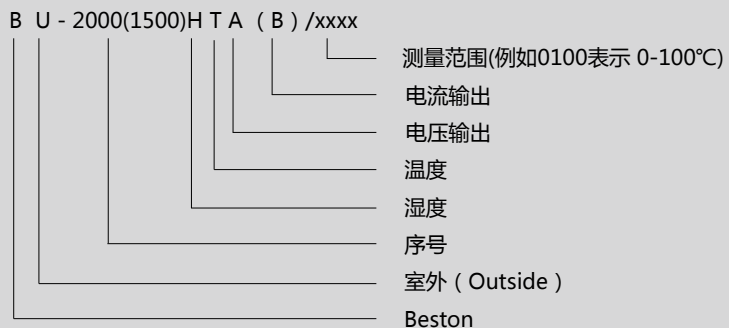 B U - 2000(1500)H T A （B）/xxxx
测量范围(例如0100表示 0-100℃)
电流输出
电压输出
温度
湿度
序号
室外（Outside）
Beston